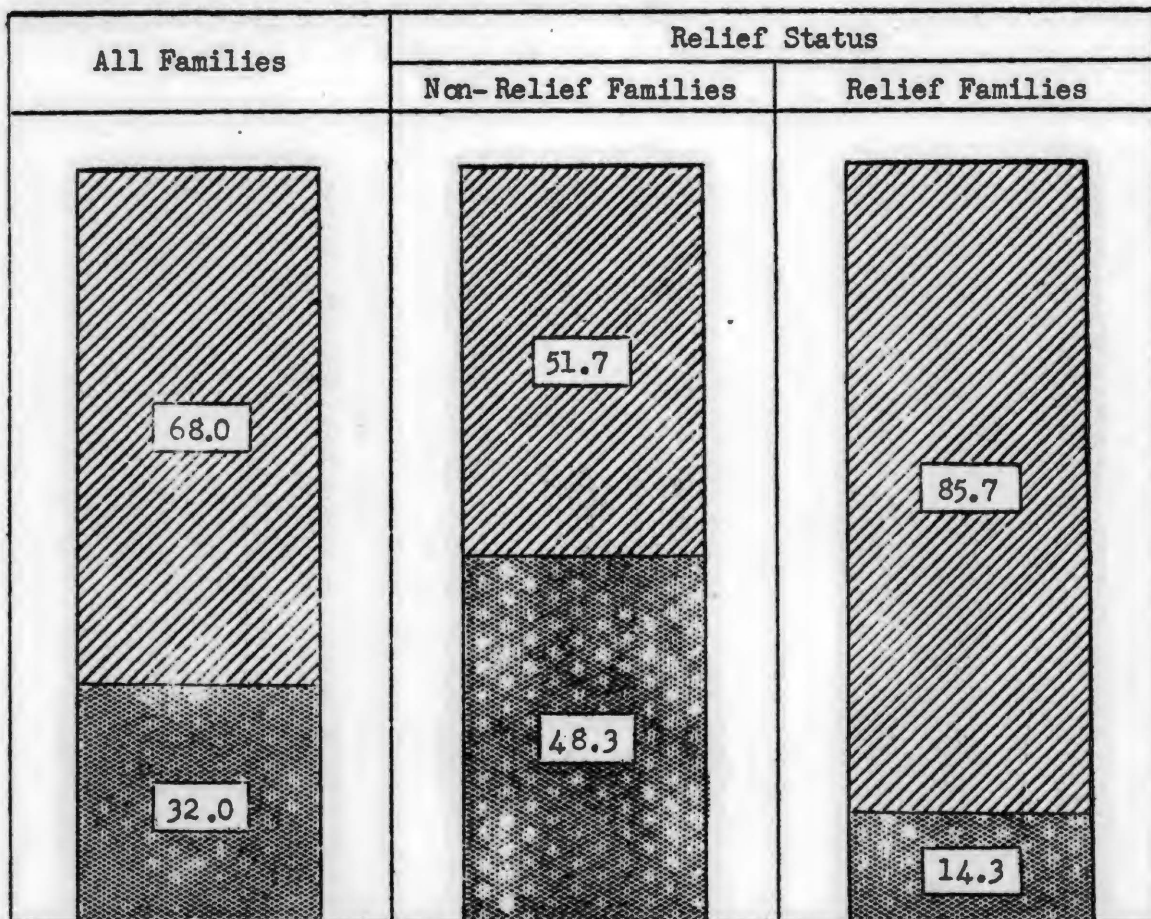 All Families
Relief Status
Non-Relief Families
Relief Families
68.0
32.0
51.7
48.3
85.7
14.3